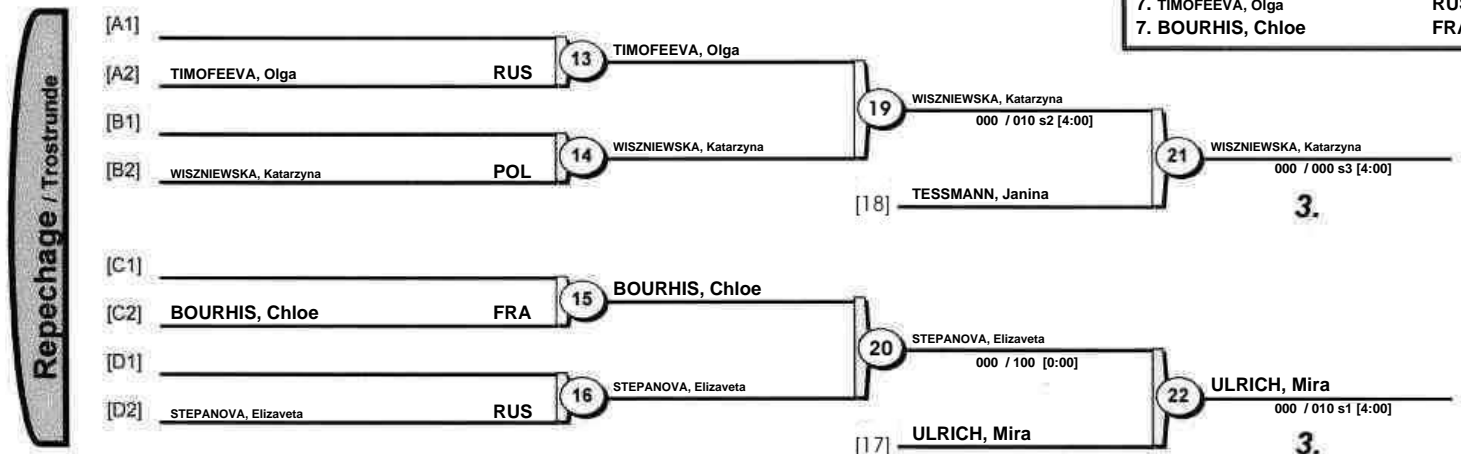 7. TIMOFEEVA, Olga RUS
7. BOURHIS, Chloe FRA
Repechage / Trostrunde
[A1]
[A2] TIMOFEEVA, Olga RUS
13
TIMOFEEVA, Olga
[B1]
[B2] WISZNIEWSKA, Katarzyna POL
14
WISZNIEWSKA, Katarzyna
19
WISZNIEWSKA, Katarzyna
000 / 010 s2 [4:00]
[18] TESSMANN, Janina
21
WISZNIEWSKA, Katarzyna
000 / 000 s3 [4:00]
3.
[C1]
[C2] BOURHIS, Chloe FRA
15
BOURHIS, Chloe
[D1]
[D2] STEPANOVA, Elizaveta RUS
16
STEPANOVA, Elizaveta
20
STEPANOVA, Elizaveta
000 / 100 [0:00]
[17] ULRICH, Mira
22
ULRICH, Mira
000 / 010 s1 [4:00]
3.